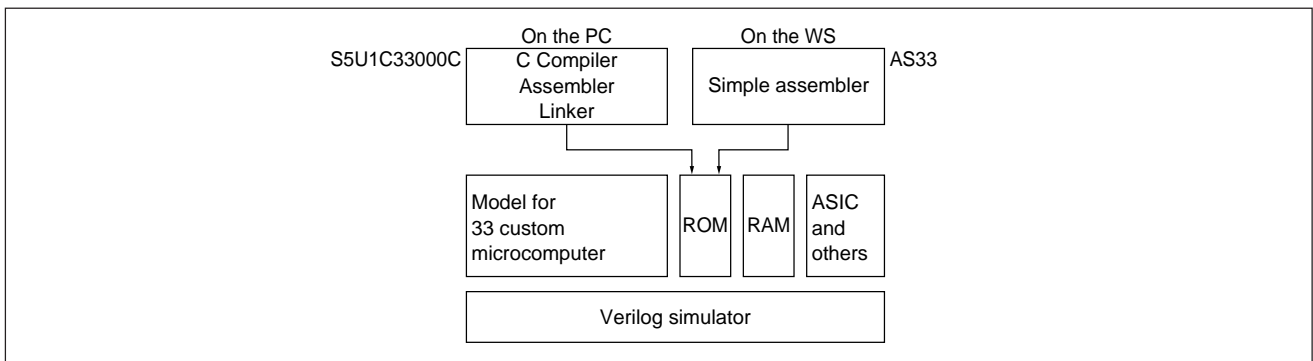 On the PC
On the WS
S5U1C33000C
C Compiler
Assembler
Linker
Simple assembler
AS33
Model for
33 custom
microcomputer
ROM
RAM
ASIC
and
others
Verilog simulator